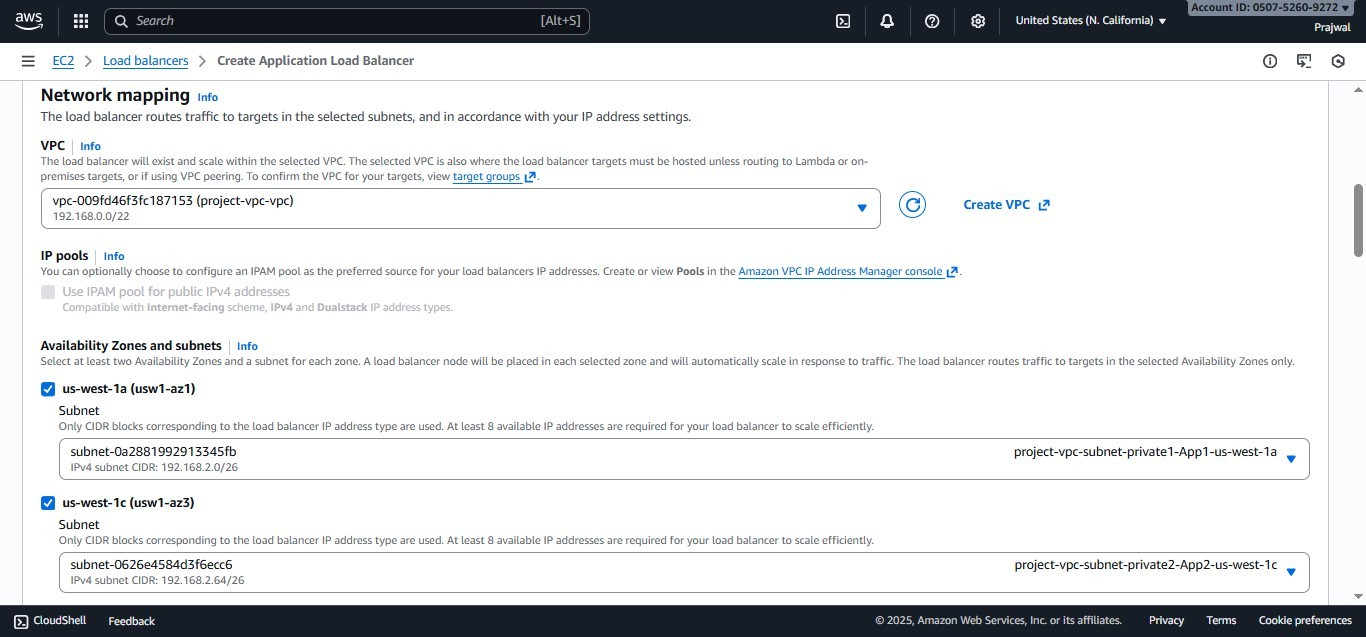 aws
Search [Alt+S]
United States (N. California)
Account ID: 0507-5260-9272
Prajwal
EC2 > Load balancers > Create Application Load Balancer
Network mapping Info
The load balancer routes traffic to targets in the selected subnets, and in accordance with your IP address settings.
VPC | Info
The load balancer will exist and scale within the selected VPC. The selected VPC is also where the load balancer targets must be hosted unless routing to Lambda or on-
premises targets, or if using VPC peering. To confirm the VPC for your targets, view target groups.
vpc-009fd46f3fc187153 (project-vpc-vpc)
192.168.0.0/22
Create VPC
IP pools | Info
You can optionally choose to configure an IPAM pool as the preferred source for your load balancers IP addresses. Create or view Pools in the Amazon VPC IP Address Manager console.
Use IPAM pool for public IPv4 addresses
Compatible with Internet-facing scheme, IPv4 and Dualstack IP address types.
Availability Zones and subnets | Info
Select at least two Availability Zones and a subnet for each zone. A load balancer node will be placed in each selected zone and will automatically scale in response to traffic. The load balancer routes traffic to targets in the selected Availability Zones only.
us-west-1a (usw1-az1)
Subnet
Only CIDR blocks corresponding to the load balancer IP address type are used. At least 8 available IP addresses are required for your load balancer to scale efficiently.
subnet-0a2881992913345fb project-vpc-subnet-private1-App1-us-west-1a
IPv4 subnet CIDR: 192.168.2.0/26
us-west-1c (usw1-az3)
Subnet
Only CIDR blocks corresponding to the load balancer IP address type are used. At least 8 available IP addresses are required for your load balancer to scale efficiently.
subnet-0626e4584d3f6ecc6 project-vpc-subnet-private2-App2-us-west-1c
IPv4 subnet CIDR: 192.168.2.64/26
CloudShell Feedback © 2025, Amazon Web Services, Inc. or its affiliates. Privacy Terms Cookie preferences